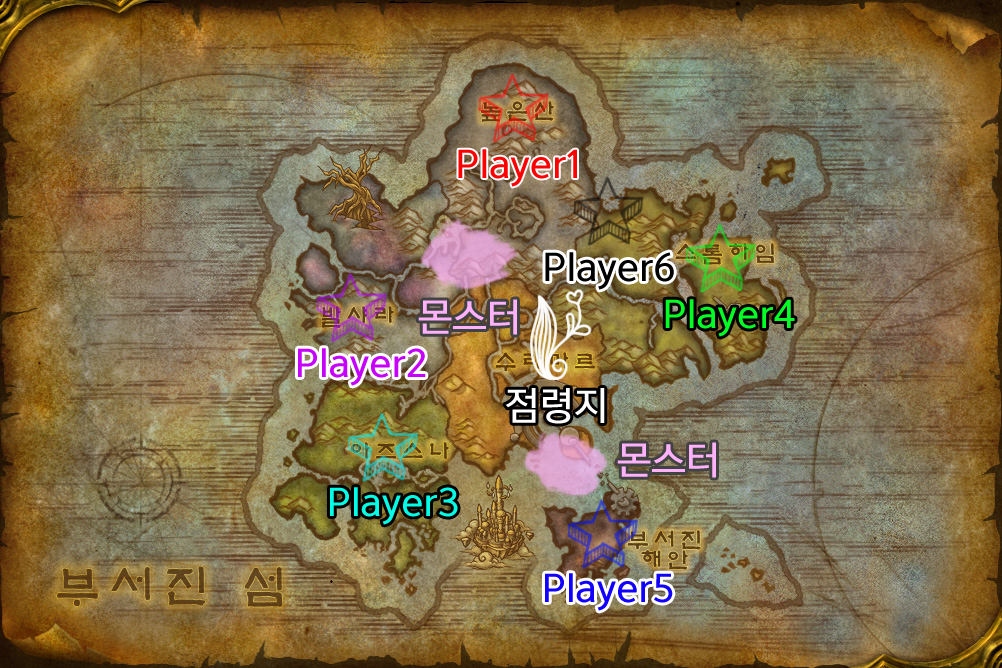 높은산
Player1
스톰하임
Player6
Player4
발샤라
몬스터
Player2
수라마르
점령지
아즈스나
몬스터
Player3
부서진
해안
Player5
부서진 섬